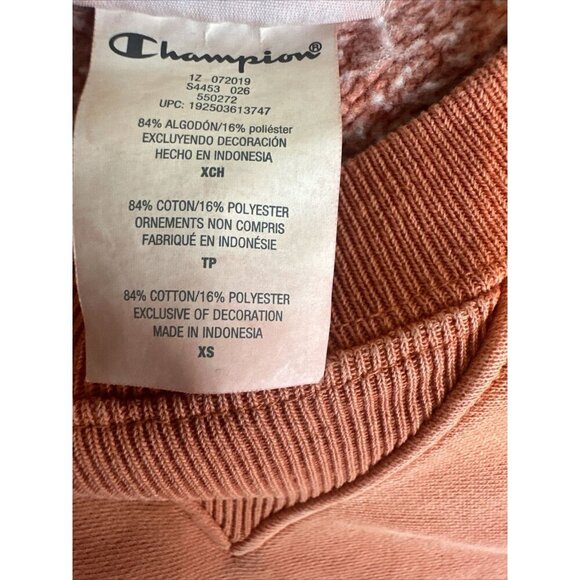 Champion®
1Z 072019
S4453 026
550272
UPC: 192503613747
84% ALGODÓN/16% poliéster
EXCLUYENDO DECORACIÓN
HECHO EN INDONESIA
XCH
84% COTON/16% POLYESTER
ORNEMENTS NON COMPRIS
FABRIQUÉ EN INDONÉSIE
TP
84% COTTON/16% POLYESTER
EXCLUSIVE OF DECORATION
MADE IN INDONESIA
XS